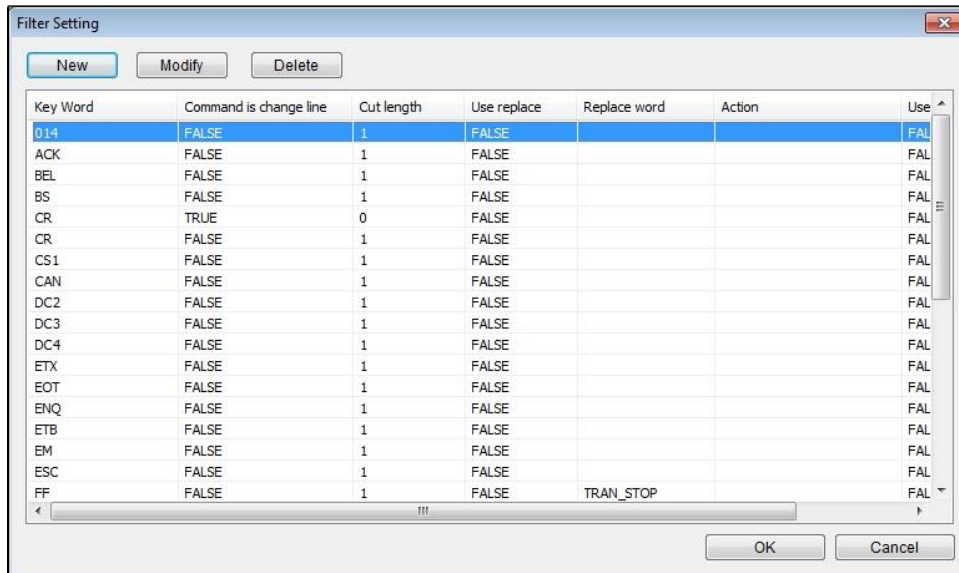 Filter Setting
New Modify Delete
Key Word Command is change line Cut length Use replace Replace word Action Use
014 FALSE 1 FALSE FAL
ACK FALSE 1 FALSE FAL
BEL FALSE 1 FALSE FAL
BS FALSE 1 FALSE FAL
CR TRUE 0 FALSE FAL
CR FALSE 1 FALSE FAL
CS1 FALSE 1 FALSE FAL
CAN FALSE 1 FALSE FAL
DC2 FALSE 1 FALSE FAL
DC3 FALSE 1 FALSE FAL
DC4 FALSE 1 FALSE FAL
ETX FALSE 1 FALSE FAL
EOT FALSE 1 FALSE FAL
ENQ FALSE 1 FALSE FAL
ETB FALSE 1 FALSE FAL
EM FALSE 1 FALSE FAL
ESC FALSE 1 FALSE FAL
FF FALSE 1 FALSE TRAN_STOP FAL
OK Cancel